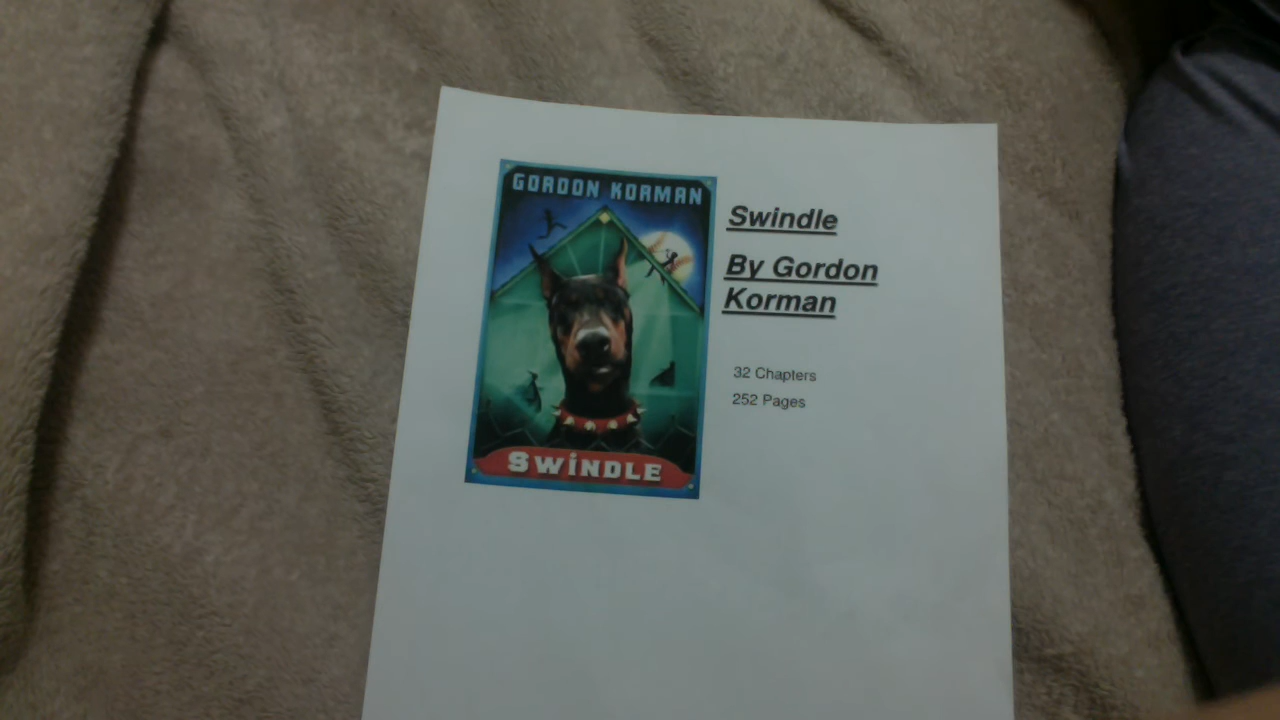 GORDON KORMAN
SWiNDLE
Swindle
By Gordon
Korman
32 Chapters
252 Pages